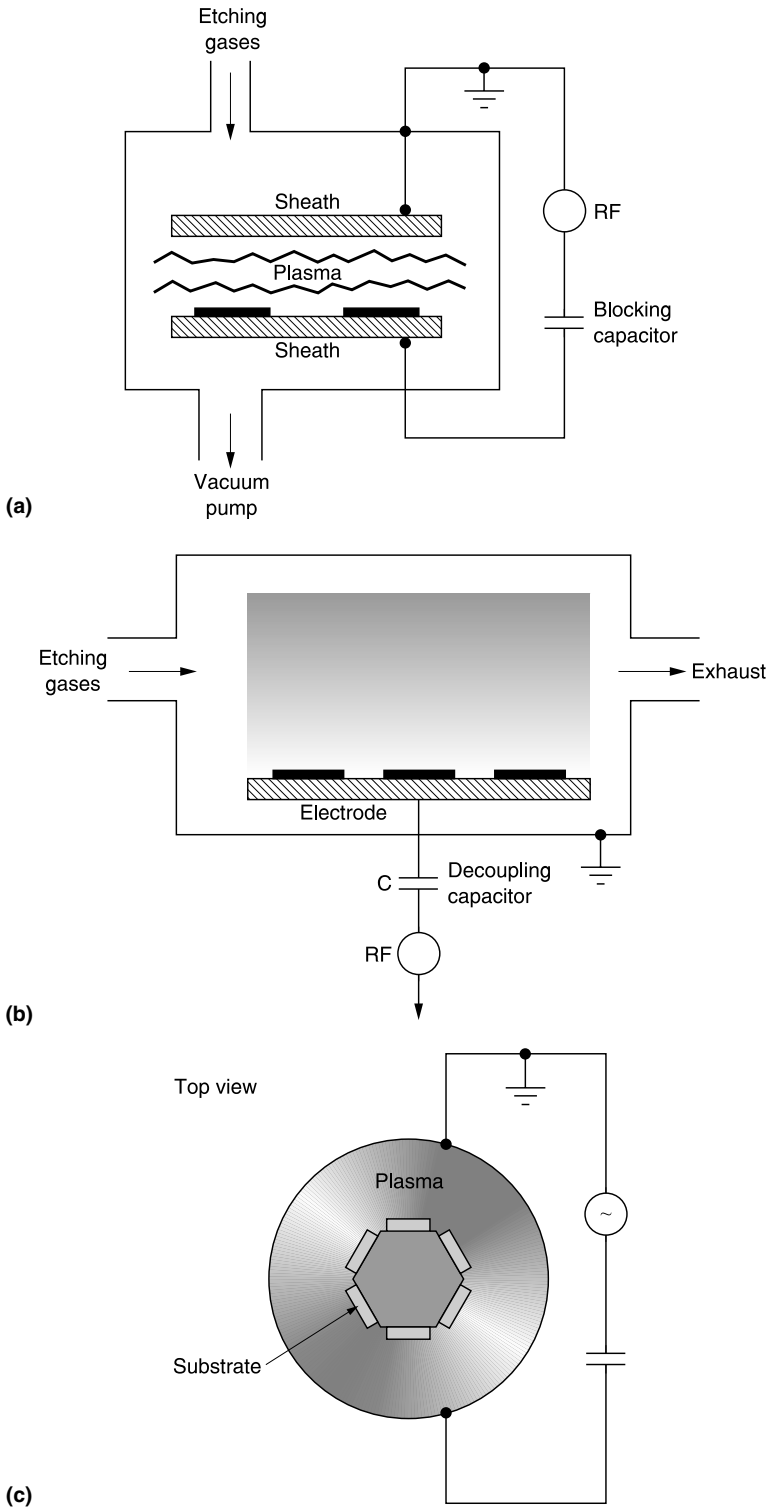 Etching
gases
Sheath
RF
Plasma
Blocking
capacitor
Sheath
Vacuum
pump
(a)
Etching
gases
Exhaust
Electrode
C
Decoupling
capacitor
RF
(b)
Top view
Plasma
~
Substrate
(c)